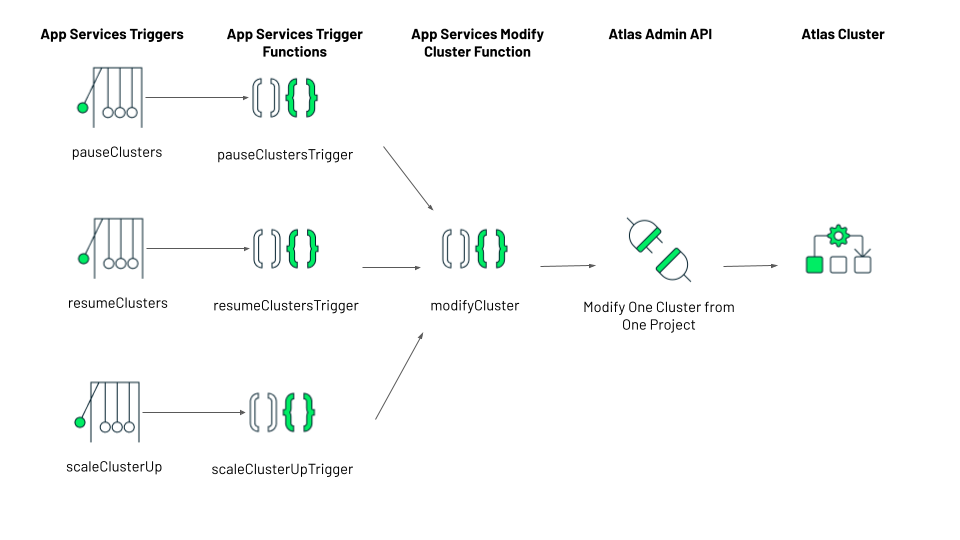 App Services Triggers
App Services Trigger
Functions
App Services Modify
Cluster Function
Atlas Admin API
Atlas Cluster
pauseClusters
pauseClustersTrigger
resumeClusters
resumeClustersTrigger
modifyCluster
Modify One Cluster from
One Project
scaleClusterUp
scaleClusterUpTrigger